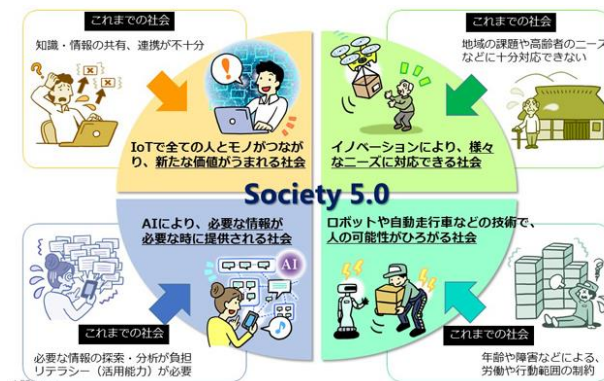 これまでの社会
知識・情報の共有、連携が不十分
IoTで全ての人とモノがつなが
り、新たな価値がうまれる社会
これまでの社会
地域の課題や高齢者のニーズ
などに十分対応できない
イノベーションにより、様々
なニーズに対応できる社会
Society 5.0
AIにより、必要な情報が
必要な時に提供される社会
AI
これまでの社会
必要な情報の探索・分析が負担
リテラシー（活用能力）が必要
ロボットや自動走行車などの技術で、
人の可能性がひろがる社会
これまでの社会
年齢や障害などによる、
労働や行動範囲の制約